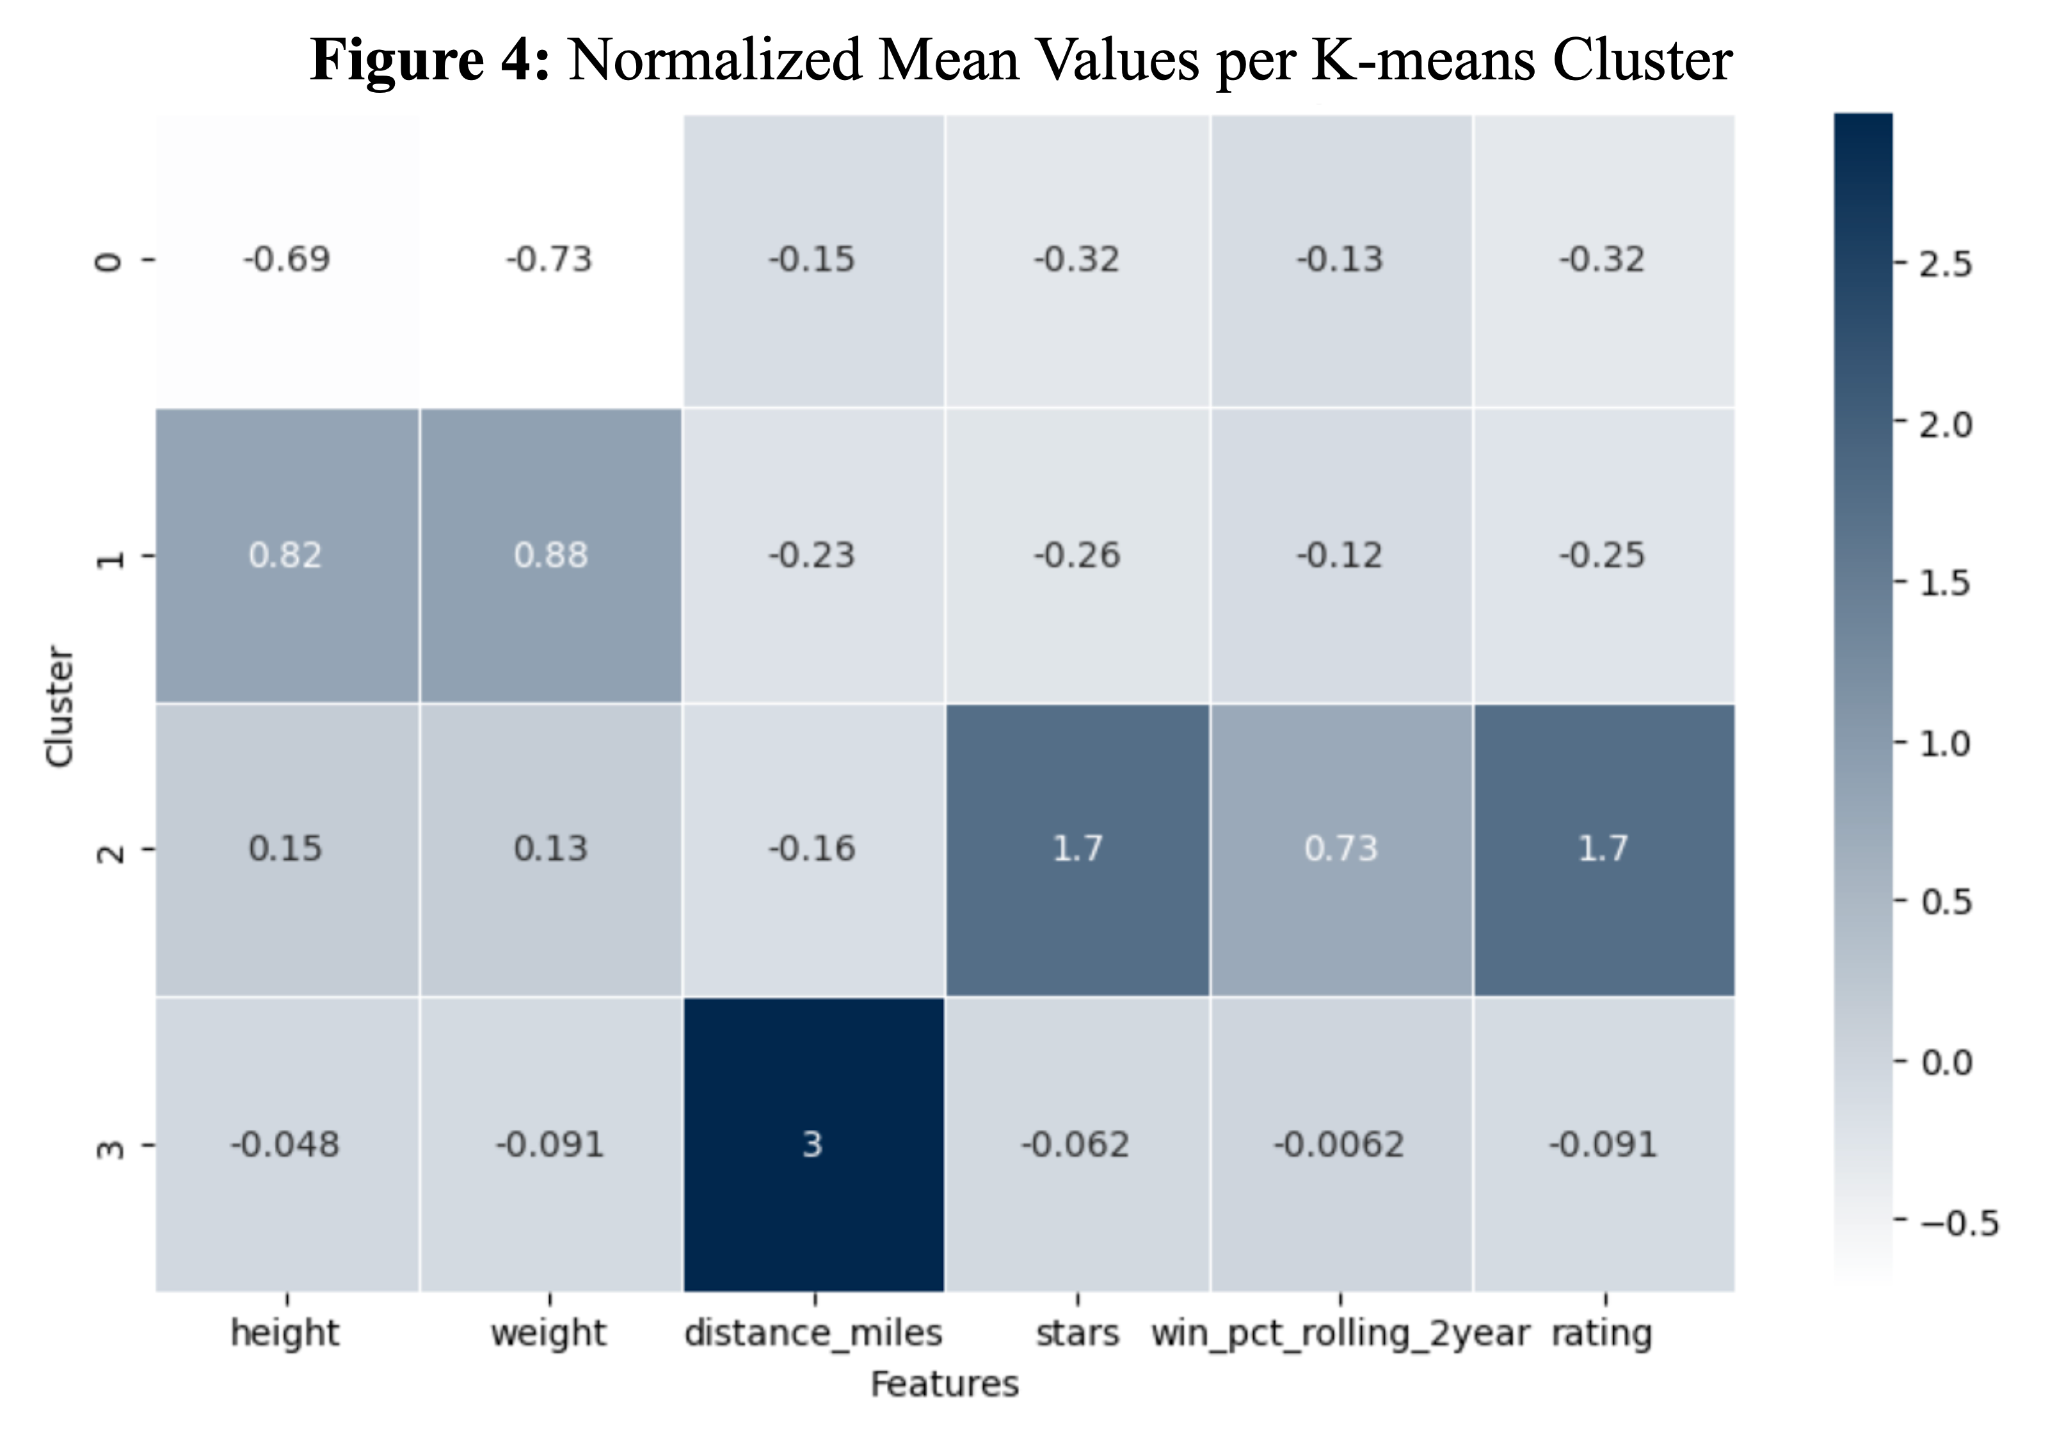 Figure 4: Normalized Mean Values per K-means Cluster
0 -0.69 -0.73 -0.15 -0.32 -0.13 -0.32
1 0.82 0.88 -0.23 -0.26 -0.12 -0.25
2 0.15 0.13 -0.16 1.7 0.73 1.7
3 -0.048 -0.091 3 -0.062 -0.0062 -0.091
Cluster
height weight distance_miles stars win_pct_rolling_2year rating
Features
2.5
2.0
1.5
1.0
0.5
0.0
−0.5